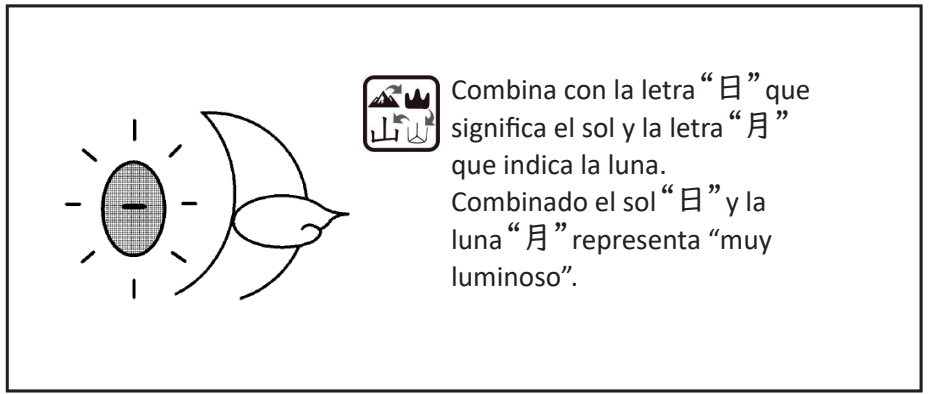 Combina con la letra “日” que
significa el sol y la letra “月”
que indica la luna.
Combinado el sol “日” y la
luna “月” representa “muy
luminoso”.